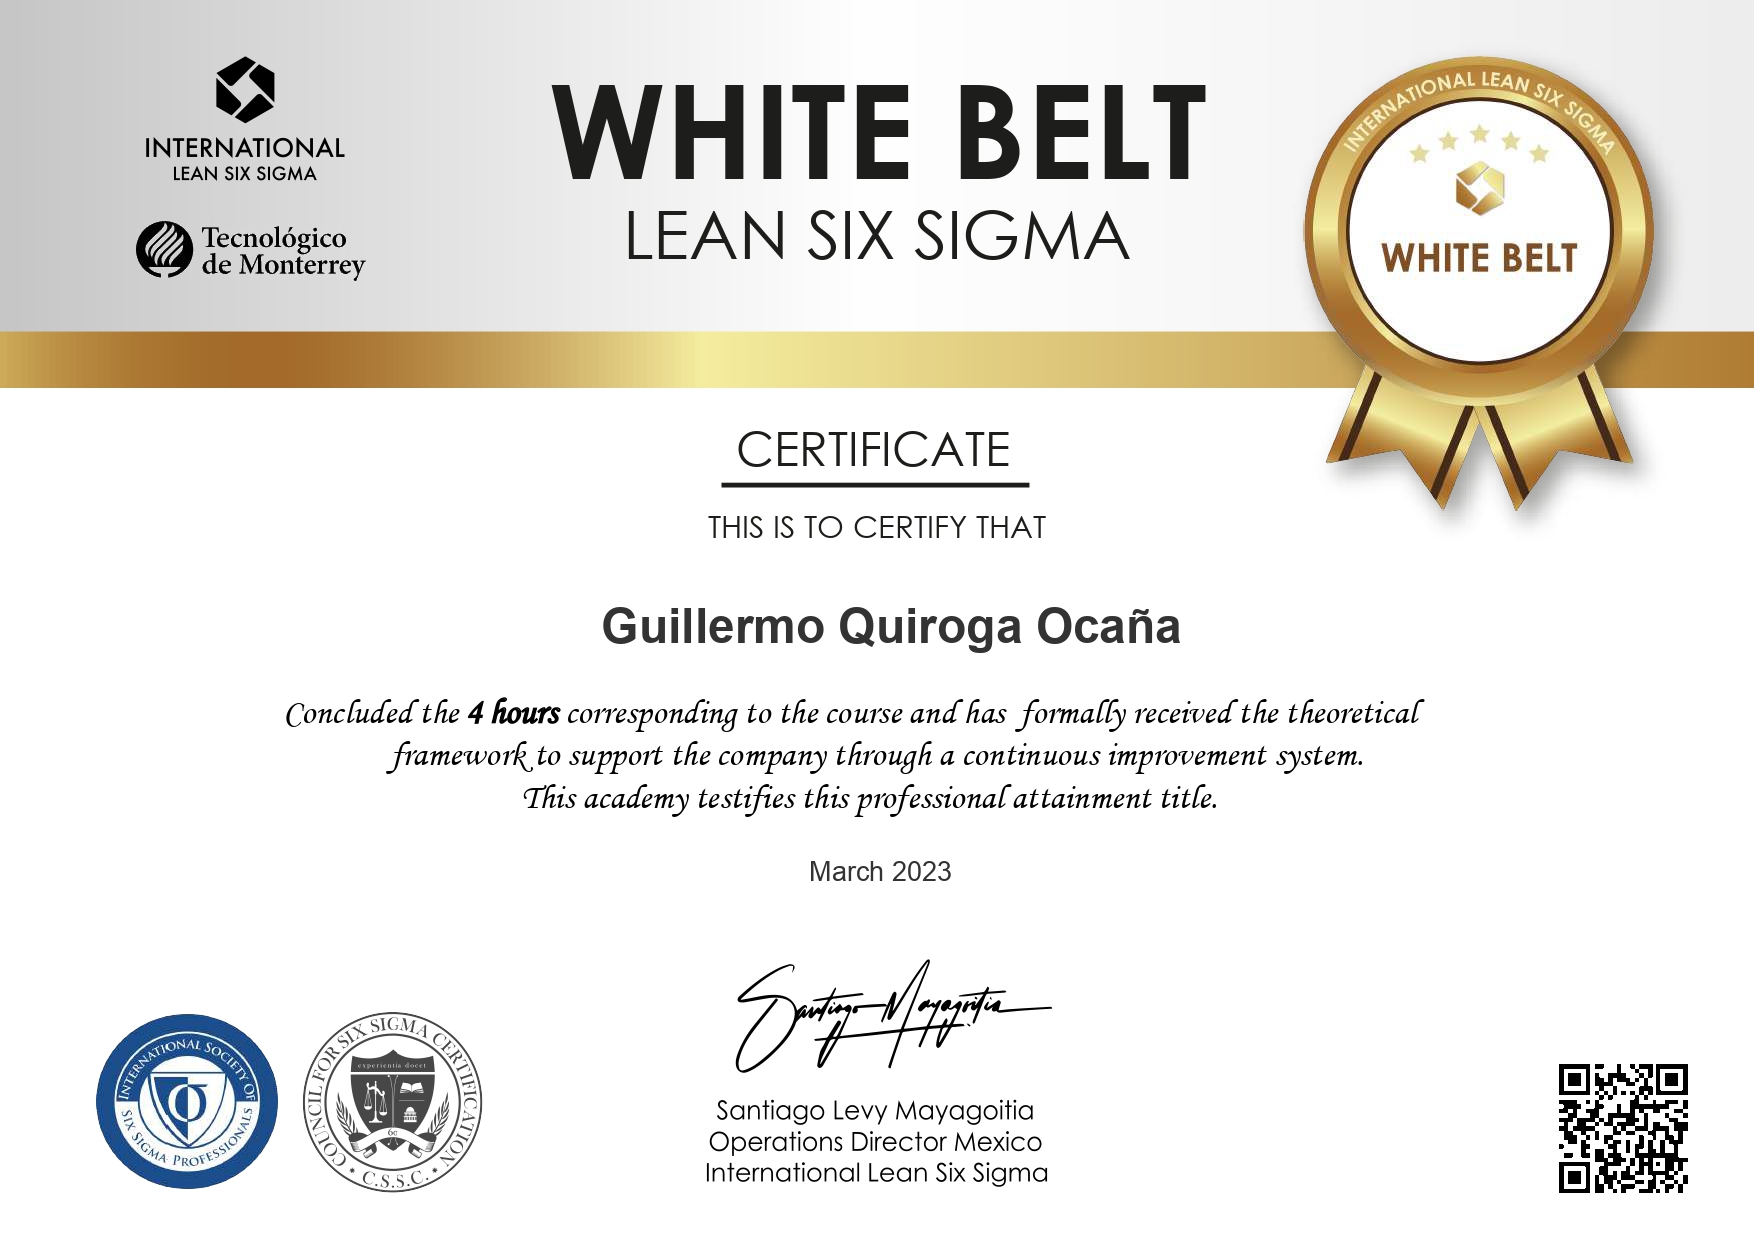 INTERNATIONAL
LEAN SIX SIGMA
Tecnológico
de Monterrey
WHITE BELT
LEAN SIX SIGMA
INTERNATIONAL LEAN SIX SIGMA
WHITE BELT
CERTIFICATE
THIS IS TO CERTIFY THAT
Guillermo Quiroga Ocaña
Concluded the 4 hours corresponding to the course and has formally received the theoretical
framework to support the company through a continuous improvement system.
This academy testifies this professional attainment title.
March 2023
Santiago Mayagoitia
Santiago Levy Mayagoitia
Operations Director Mexico
International Lean Six Sigma
INTERNATIONAL SOCIETY OF
SIX SIGMA PROFESSIONALS
σ
COUNCIL FOR SIX SIGMA CERTIFICATION
experientia docet
6σ
• C.S.S.C. •